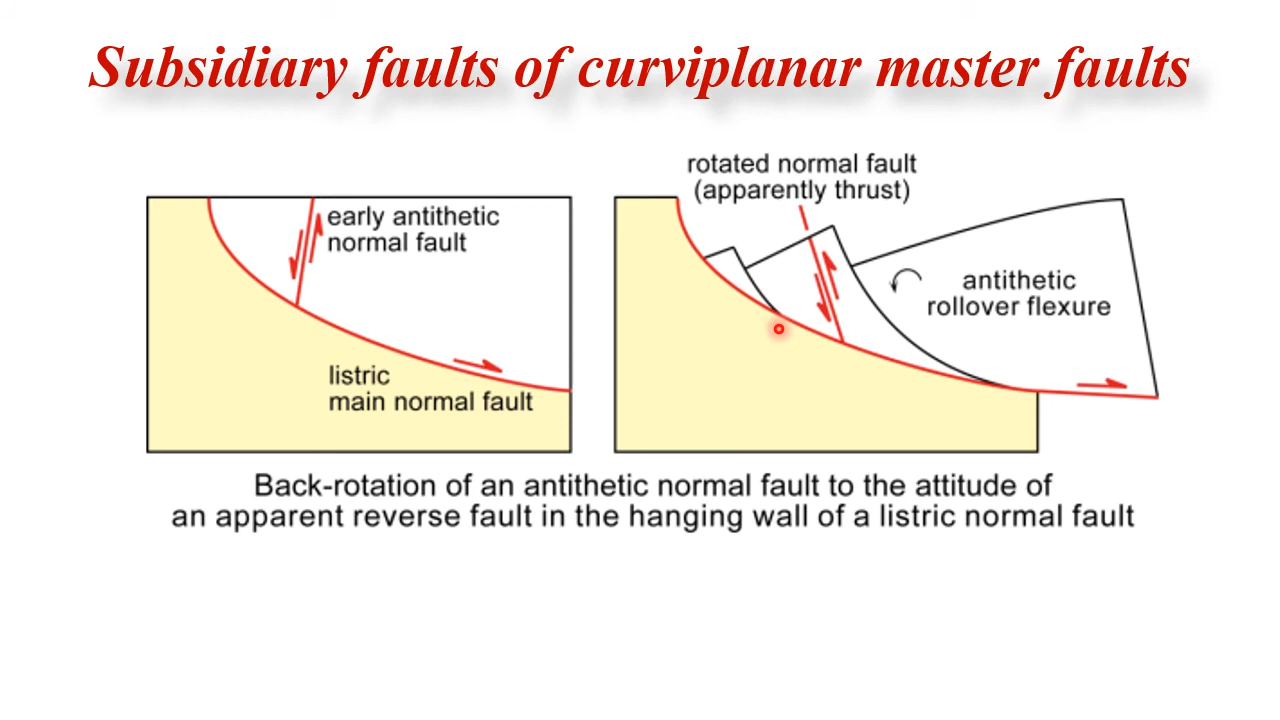 Subsidiary faults of curviplanar master faults
early antithetic
normal fault
listric
main normal fault
rotated normal fault
(apparently thrust)
antithetic
rollover flexure
Back-rotation of an antithetic normal fault to the attitude of
an apparent reverse fault in the hanging wall of a listric normal fault